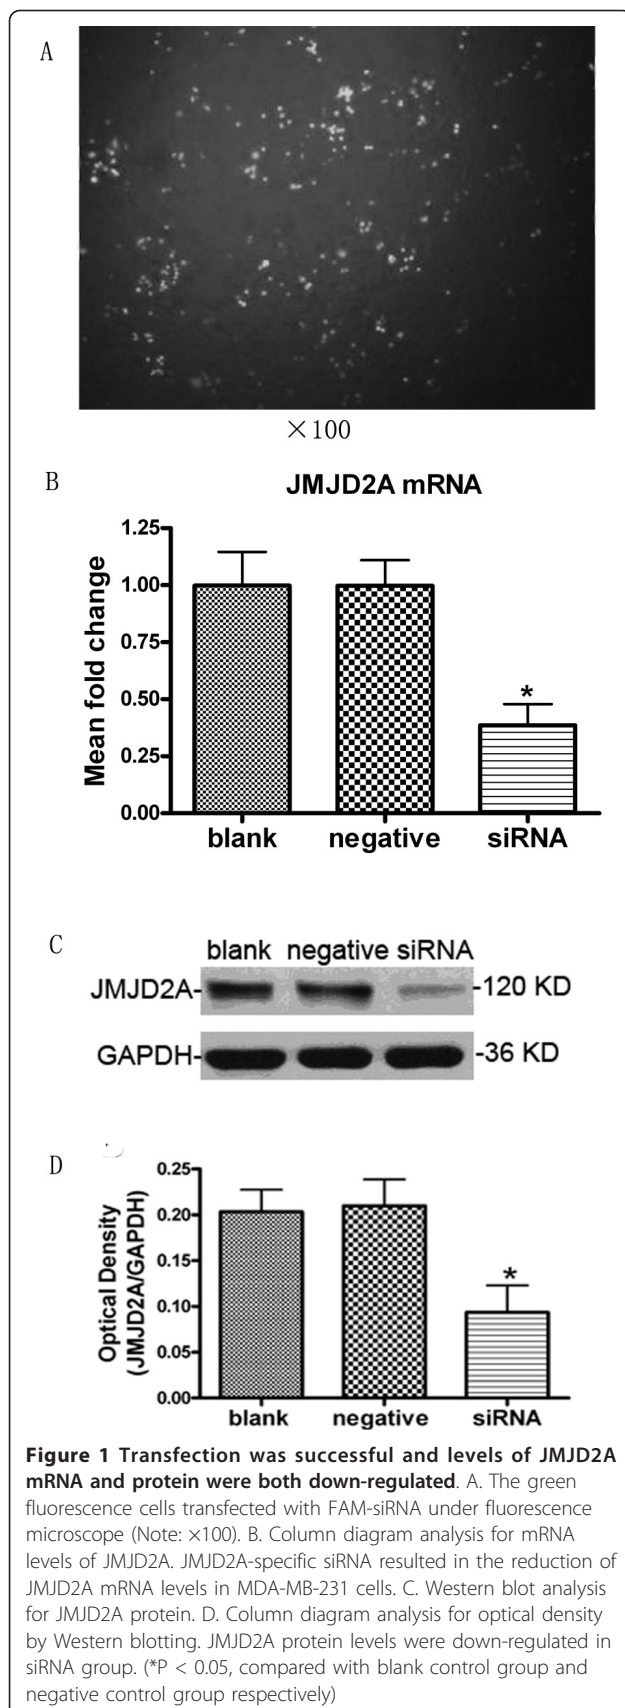 A
×100
B
JMJD2A mRNA
Mean fold change
1.25
1.00
0.75
0.50
0.25
0.00
*
blank negative siRNA
C
blank negative siRNA
JMJD2A- -120 KD
GAPDH- -36 KD
D
Optical Density
(JMJD2A/GAPDH)
0.25
0.20
0.15
0.10
0.05
0.00
*
blank negative siRNA
Figure 1 Transfection was successful and levels of JMJD2A
mRNA and protein were both down-regulated. A. The green
fluorescence cells transfected with FAM-siRNA under fluorescence
microscope (Note: ×100). B. Column diagram analysis for mRNA
levels of JMJD2A. JMJD2A-specific siRNA resulted in the reduction of
JMJD2A mRNA levels in MDA-MB-231 cells. C. Western blot analysis
for JMJD2A protein. D. Column diagram analysis for optical density
by Western blotting. JMJD2A protein levels were down-regulated in
siRNA group. (*P < 0.05, compared with blank control group and
negative control group respectively)